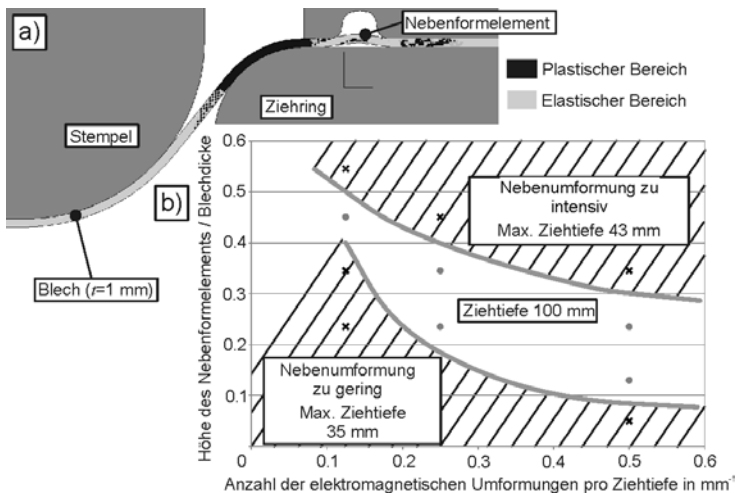 a)
Nebenformelement
Plastischer Bereich
Elastischer Bereich
Ziehring
Stempel
b)
Blech (r=1 mm)
Höhe des Nebenformelements / Blechdicke
0.6
0.5
0.4
0.3
0.2
0.1
0
Nebenumformung zu
intensiv
Max. Ziehtiefe 43 mm
Ziehtiefe 100 mm
Nebenumformung
zu gering
Max. Ziehtiefe
35 mm
0.1
0.2
0.3
0.4
0.5
0.6
Anzahl der elektromagnetischen Umformungen pro Ziehtiefe in mm⁻¹